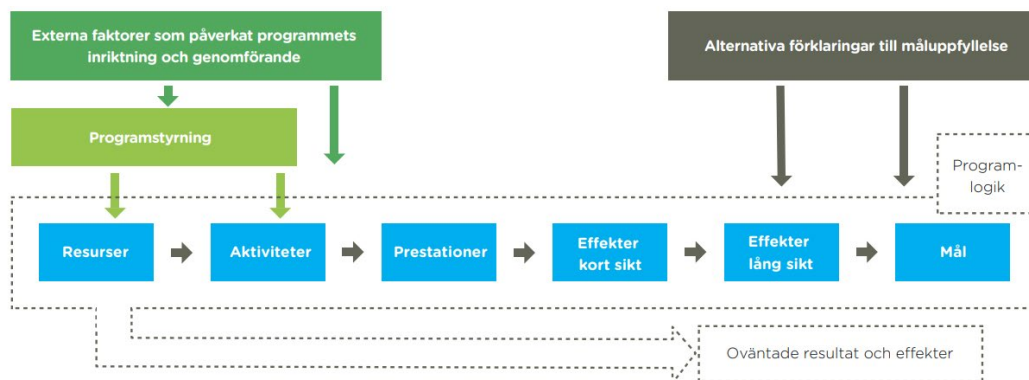 Externa faktorer som påverkat programmets
inriktning och genomförande
Alternativa förklaringar till måluppfyllelse
Programstyrning
Program-
logik
Resurser
Aktiviteter
Prestationer
Effekter
kort sikt
Effekter
lång sikt
Mål
Oväntade resultat och effekter